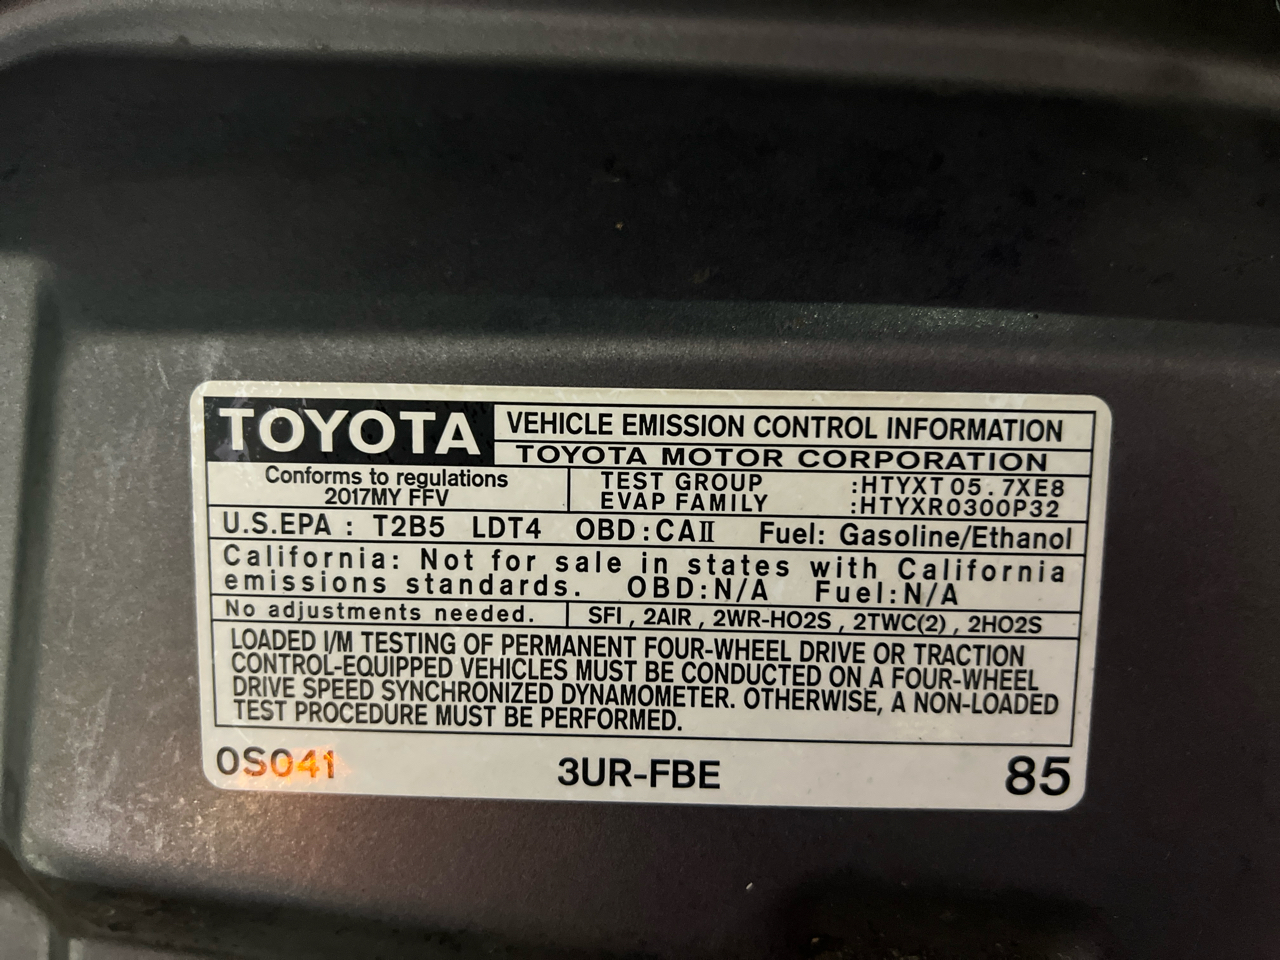 TOYOTA VEHICLE EMISSION CONTROL INFORMATION
TOYOTA MOTOR CORPORATION
Conforms to regulations
2017MY FFV
TEST GROUP :HTYXT05.7XE8
EVAP FAMILY :HTYXR0300P32
U.S.EPA : T2B5 LDT4 OBD:CAⅡ Fuel: Gasoline/Ethanol
California: Not for sale in states with California
emissions standards. OBD:N/A Fuel:N/A
No adjustments needed. SFI , 2AIR , 2WR-HO2S , 2TWC(2) , 2HO2S
LOADED I/M TESTING OF PERMANENT FOUR-WHEEL DRIVE OR TRACTION
CONTROL-EQUIPPED VEHICLES MUST BE CONDUCTED ON A FOUR-WHEEL
DRIVE SPEED SYNCHRONIZED DYNAMOMETER. OTHERWISE, A NON-LOADED
TEST PROCEDURE MUST BE PERFORMED.
0S041 3UR-FBE 85